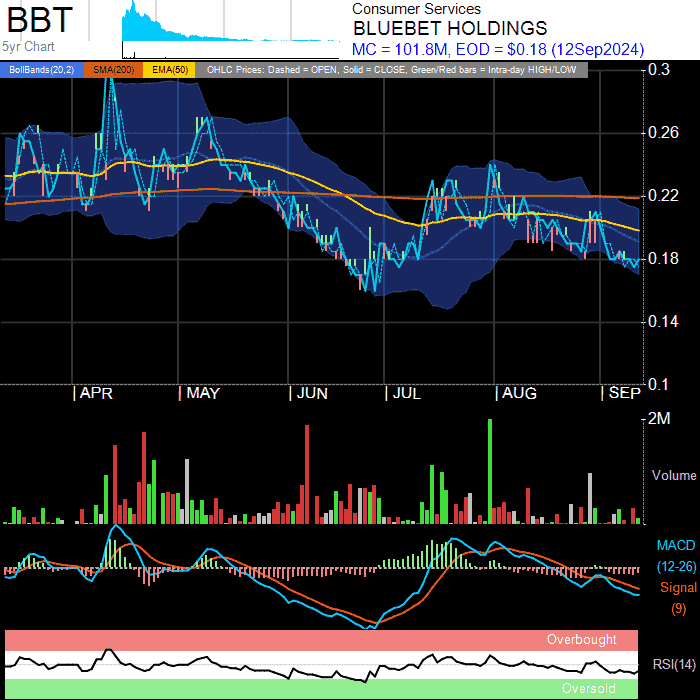 BBT
5yr Chart
Consumer Services
BLUEBET HOLDINGS
MC = 101.8M, EOD = $0.18 (12Sep2024)
BollBands(20,2) SMA(200) EMA(50) OHLC Prices: Dashed = OPEN, Solid = CLOSE, Green/Red bars = Intra-day HIGH/LOW
0.3
0.26
0.22
0.18
0.14
0.1
APR MAY JUN JUL AUG SEP
2M
Volume
MACD
(12-26)
Signal
(9)
Overbought
RSI(14)
Oversold